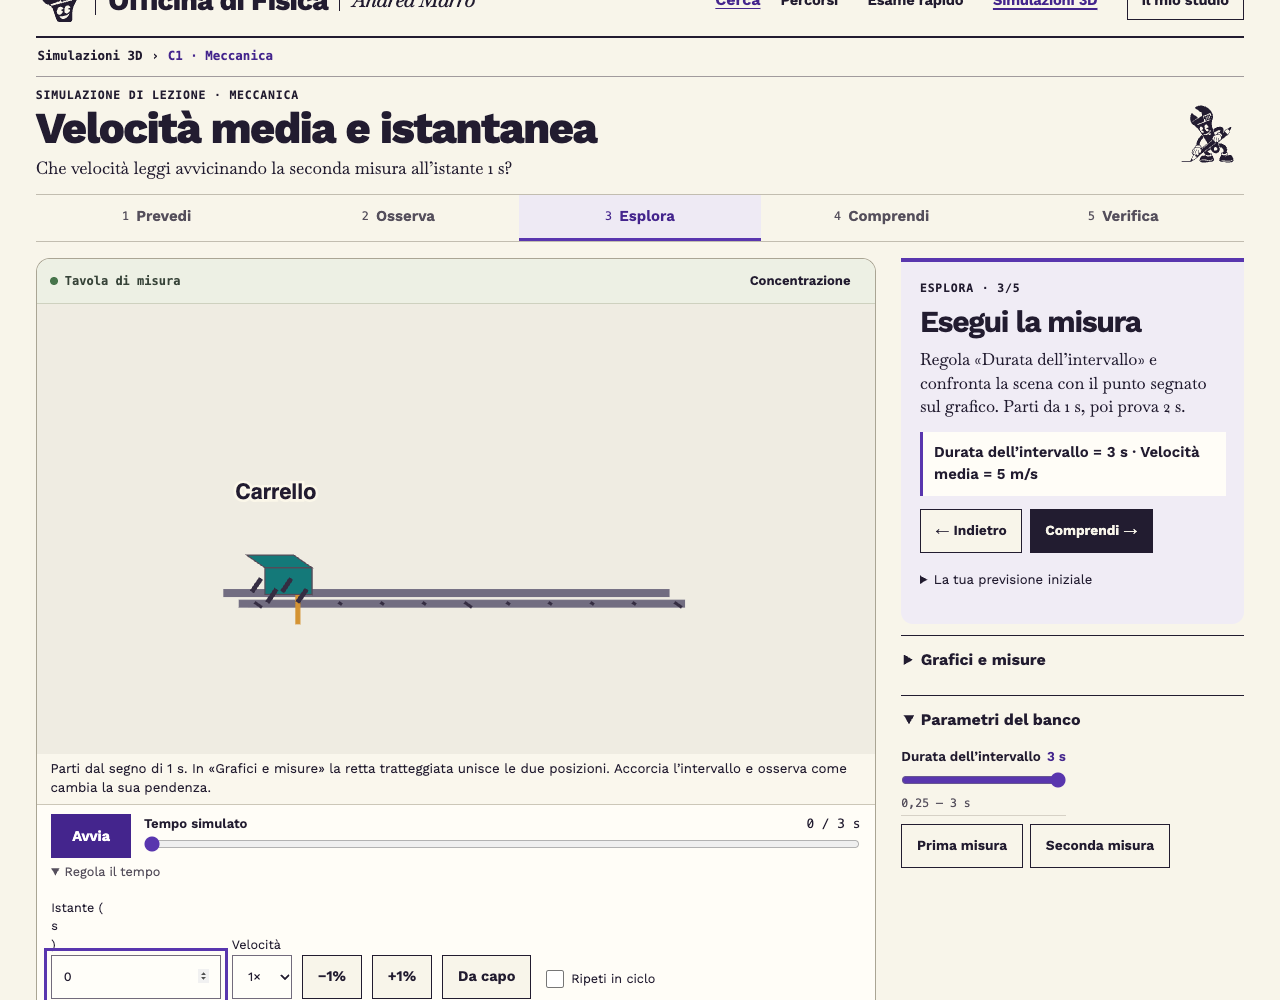 Officina di Fisica
Andrea Marro
Cerca
Percorsi
Esame rapido
Simulazioni 3D
Il mio studio
Simulazioni 3D › C1 · Meccanica
SIMULAZIONE DI LEZIONE · MECCANICA
Velocità media e istantanea
Che velocità leggi avvicinando la seconda misura all’istante 1 s?
1 Prevedi
2 Osserva
3 Esplora
4 Comprendi
5 Verifica
Tavola di misura
Concentrazione
Carrello
Parti dal segno di 1 s. In «Grafici e misure» la retta tratteggiata unisce le due posizioni. Accorcia l’intervallo e osserva come
cambia la sua pendenza.
Avvia
Tempo simulato
0 / 3 s
▼ Regola il tempo
Istante (
s
)
Velocità
0
1×
−1%
+1%
Da capo
Ripeti in ciclo
ESPLORA · 3/5
Esegui la misura
Regola «Durata dell’intervallo» e
confronta la scena con il punto segnato
sul grafico. Parti da 1 s, poi prova 2 s.
Durata dell’intervallo = 3 s · Velocità
media = 5 m/s
← Indietro
Comprendi →
▶ La tua previsione iniziale
▶ Grafici e misure
▼ Parametri del banco
Durata dell’intervallo 3 s
0,25 — 3 s
Prima misura
Seconda misura